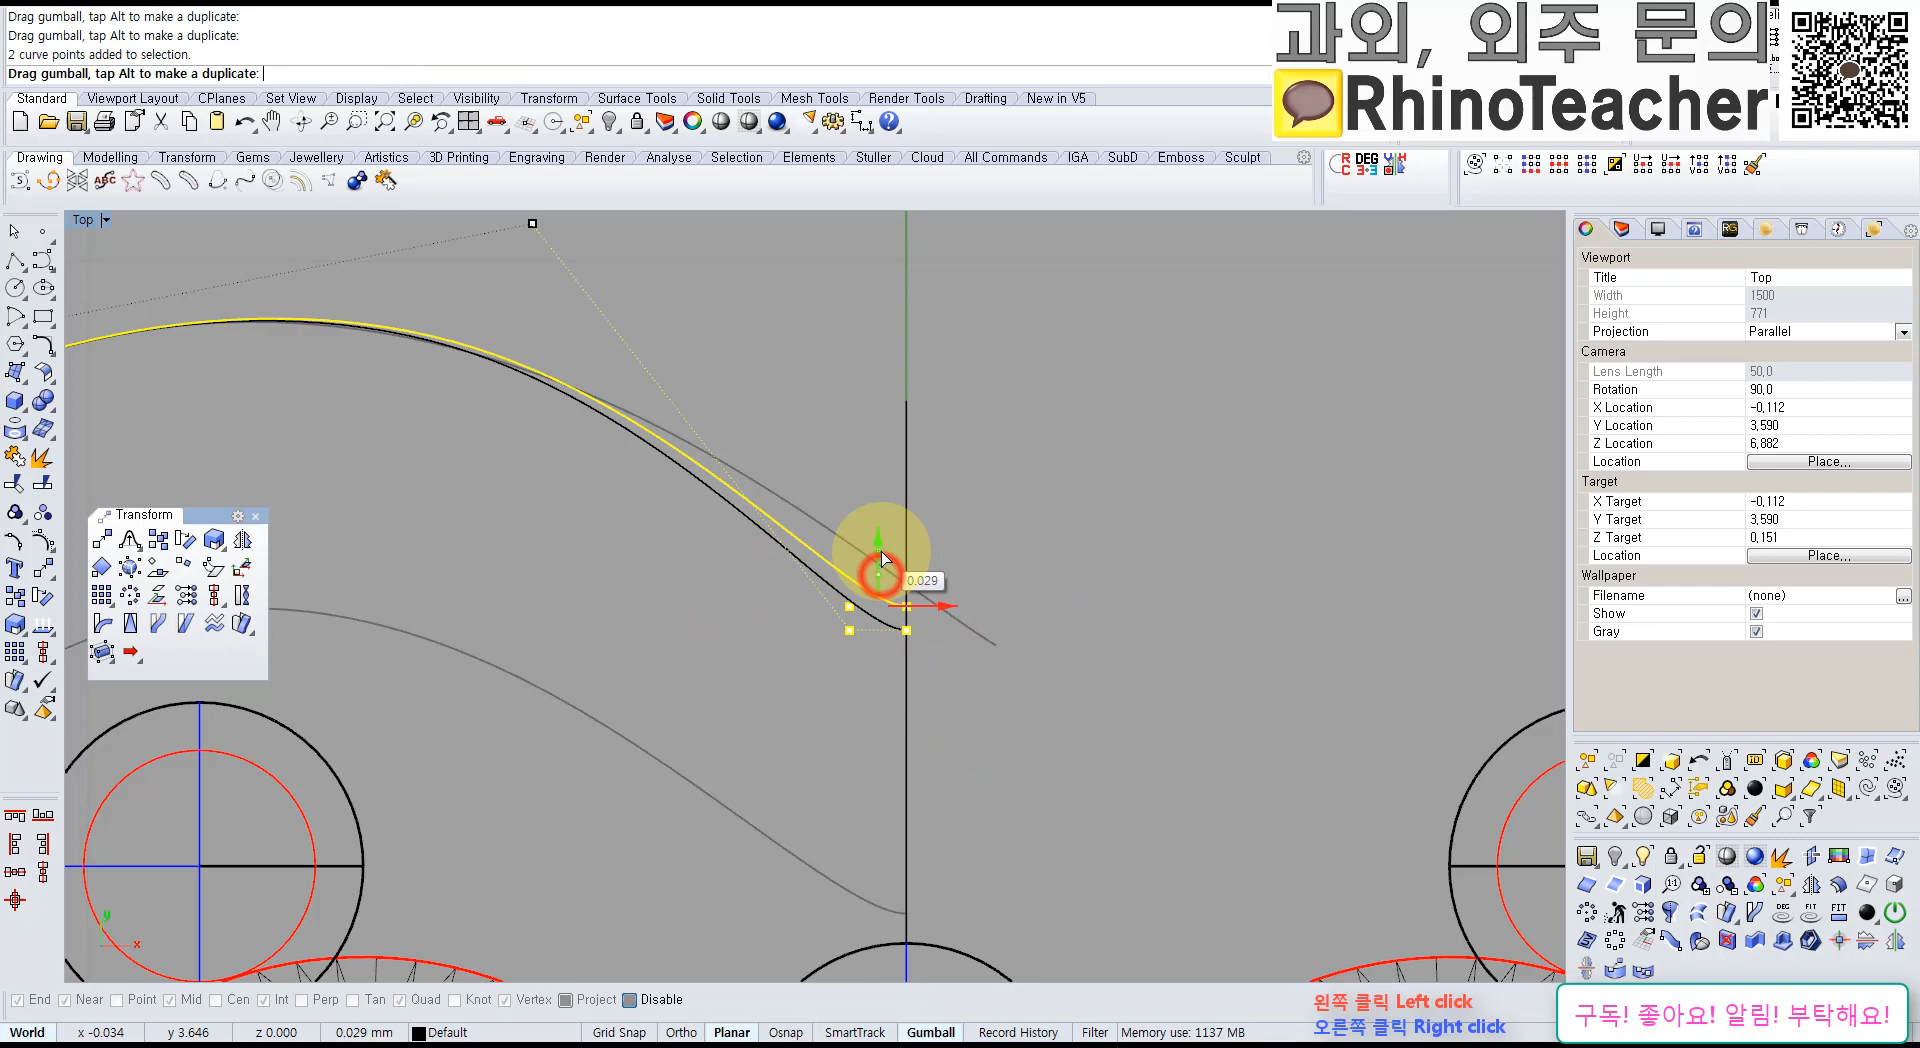 Drag gumball, tap Alt to make a duplicate:
Drag gumball, tap Alt to make a duplicate:
2 curve points added to selection.
Drag gumball, tap Alt to make a duplicate:
과외, 외주 문의
RhinoTeacher
Standard Viewport Layout CPlanes Set View Display Select Visibility Transform Surface Tools Solid Tools Mesh Tools Render Tools Drafting New in V5
Drawing Modelling Transform Gems Jewellery Artistics 3D Printing Engraving Render Analyse Selection Elements Stuller Cloud All Commands IGA SubD Emboss Sculpt
Top
0.029
Transform
y
x
Viewport
Title Top
Width 1500
Height 771
Projection Parallel
Camera
Lens Length 50,0
Rotation 90,0
X Location -0,112
Y Location 3,590
Z Location 6,882
Location Place...
Target
X Target -0,112
Y Target 3,590
Z Target 0,151
Location Place...
Wallpaper
Filename (none)
Show
Gray
End Near Point Mid Cen Int Perp Tan Quad Knot Vertex Project Disable
왼쪽 클릭 Left click
오른쪽 클릭 Right click
구독! 좋아요! 알림! 부탁해요!
World x -0.034 y 3.646 z 0.000 0.029 mm Default Grid Snap Ortho Planar Osnap SmartTrack Gumball Record History Filter Memory use: 1137 MB